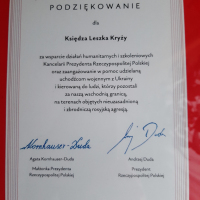 PODZIĘKOWANIE
dla
Księdza Leszka Kryży
za wsparcie działań humanitarnych i szkoleniowych
Kancelarii Prezydenta Rzeczypospolitej Polskiej
oraz zaangażowanie w pomoc udzielaną
uchodźcom wojennym z Ukrainy
i kierowaną do ludzi, którzy pozostali
za naszą wschodnią granicą,
na terenach objętych nieuzasadnioną
i zbrodniczą rosyjską agresją.
Kornhauser-Duda
Agata Kornhauser-Duda
Małżonka Prezydenta
Rzeczypospolitej Polskiej
Andrzej Duda
Prezydent
Rzeczypospolitej Polskiej